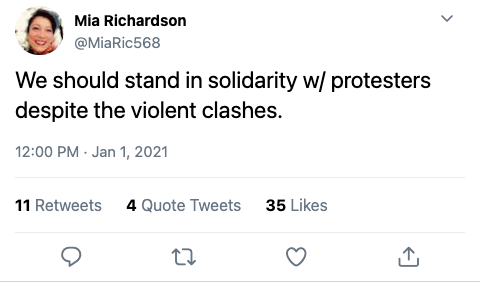 Mia Richardson
@MiaRic568
We should stand in solidarity w/ protesters
despite the violent clashes.
12:00 PM · Jan 1, 2021
11 Retweets 4 Quote Tweets 35 Likes